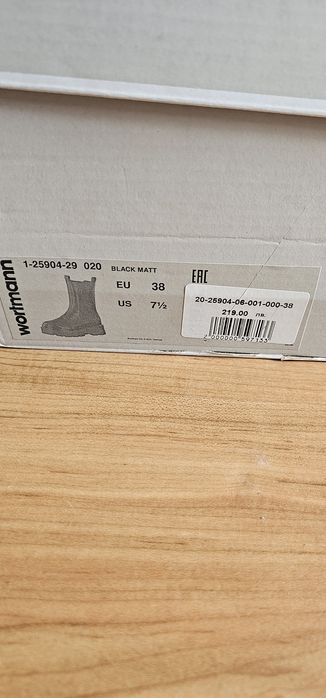 wortmann
1-25904-29 020 BLACK MATT
EU 38
US 7½
EAC
20-25904-06-001-000-38
219.00 лв.